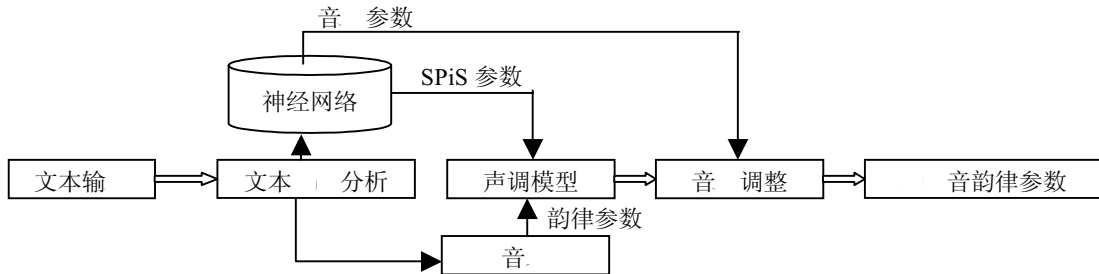 音 参数
SPiS 参数
神经网络
文本输
文本 分析
声调模型
音 调整
音韵律参数
韵律参数
音